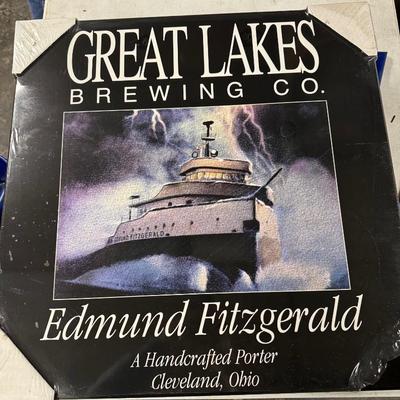 GREAT LAKES
BREWING CO.
EDMUND FITZGERALD
Edmund Fitzgerald
A Handcrafted Porter
Cleveland, Ohio